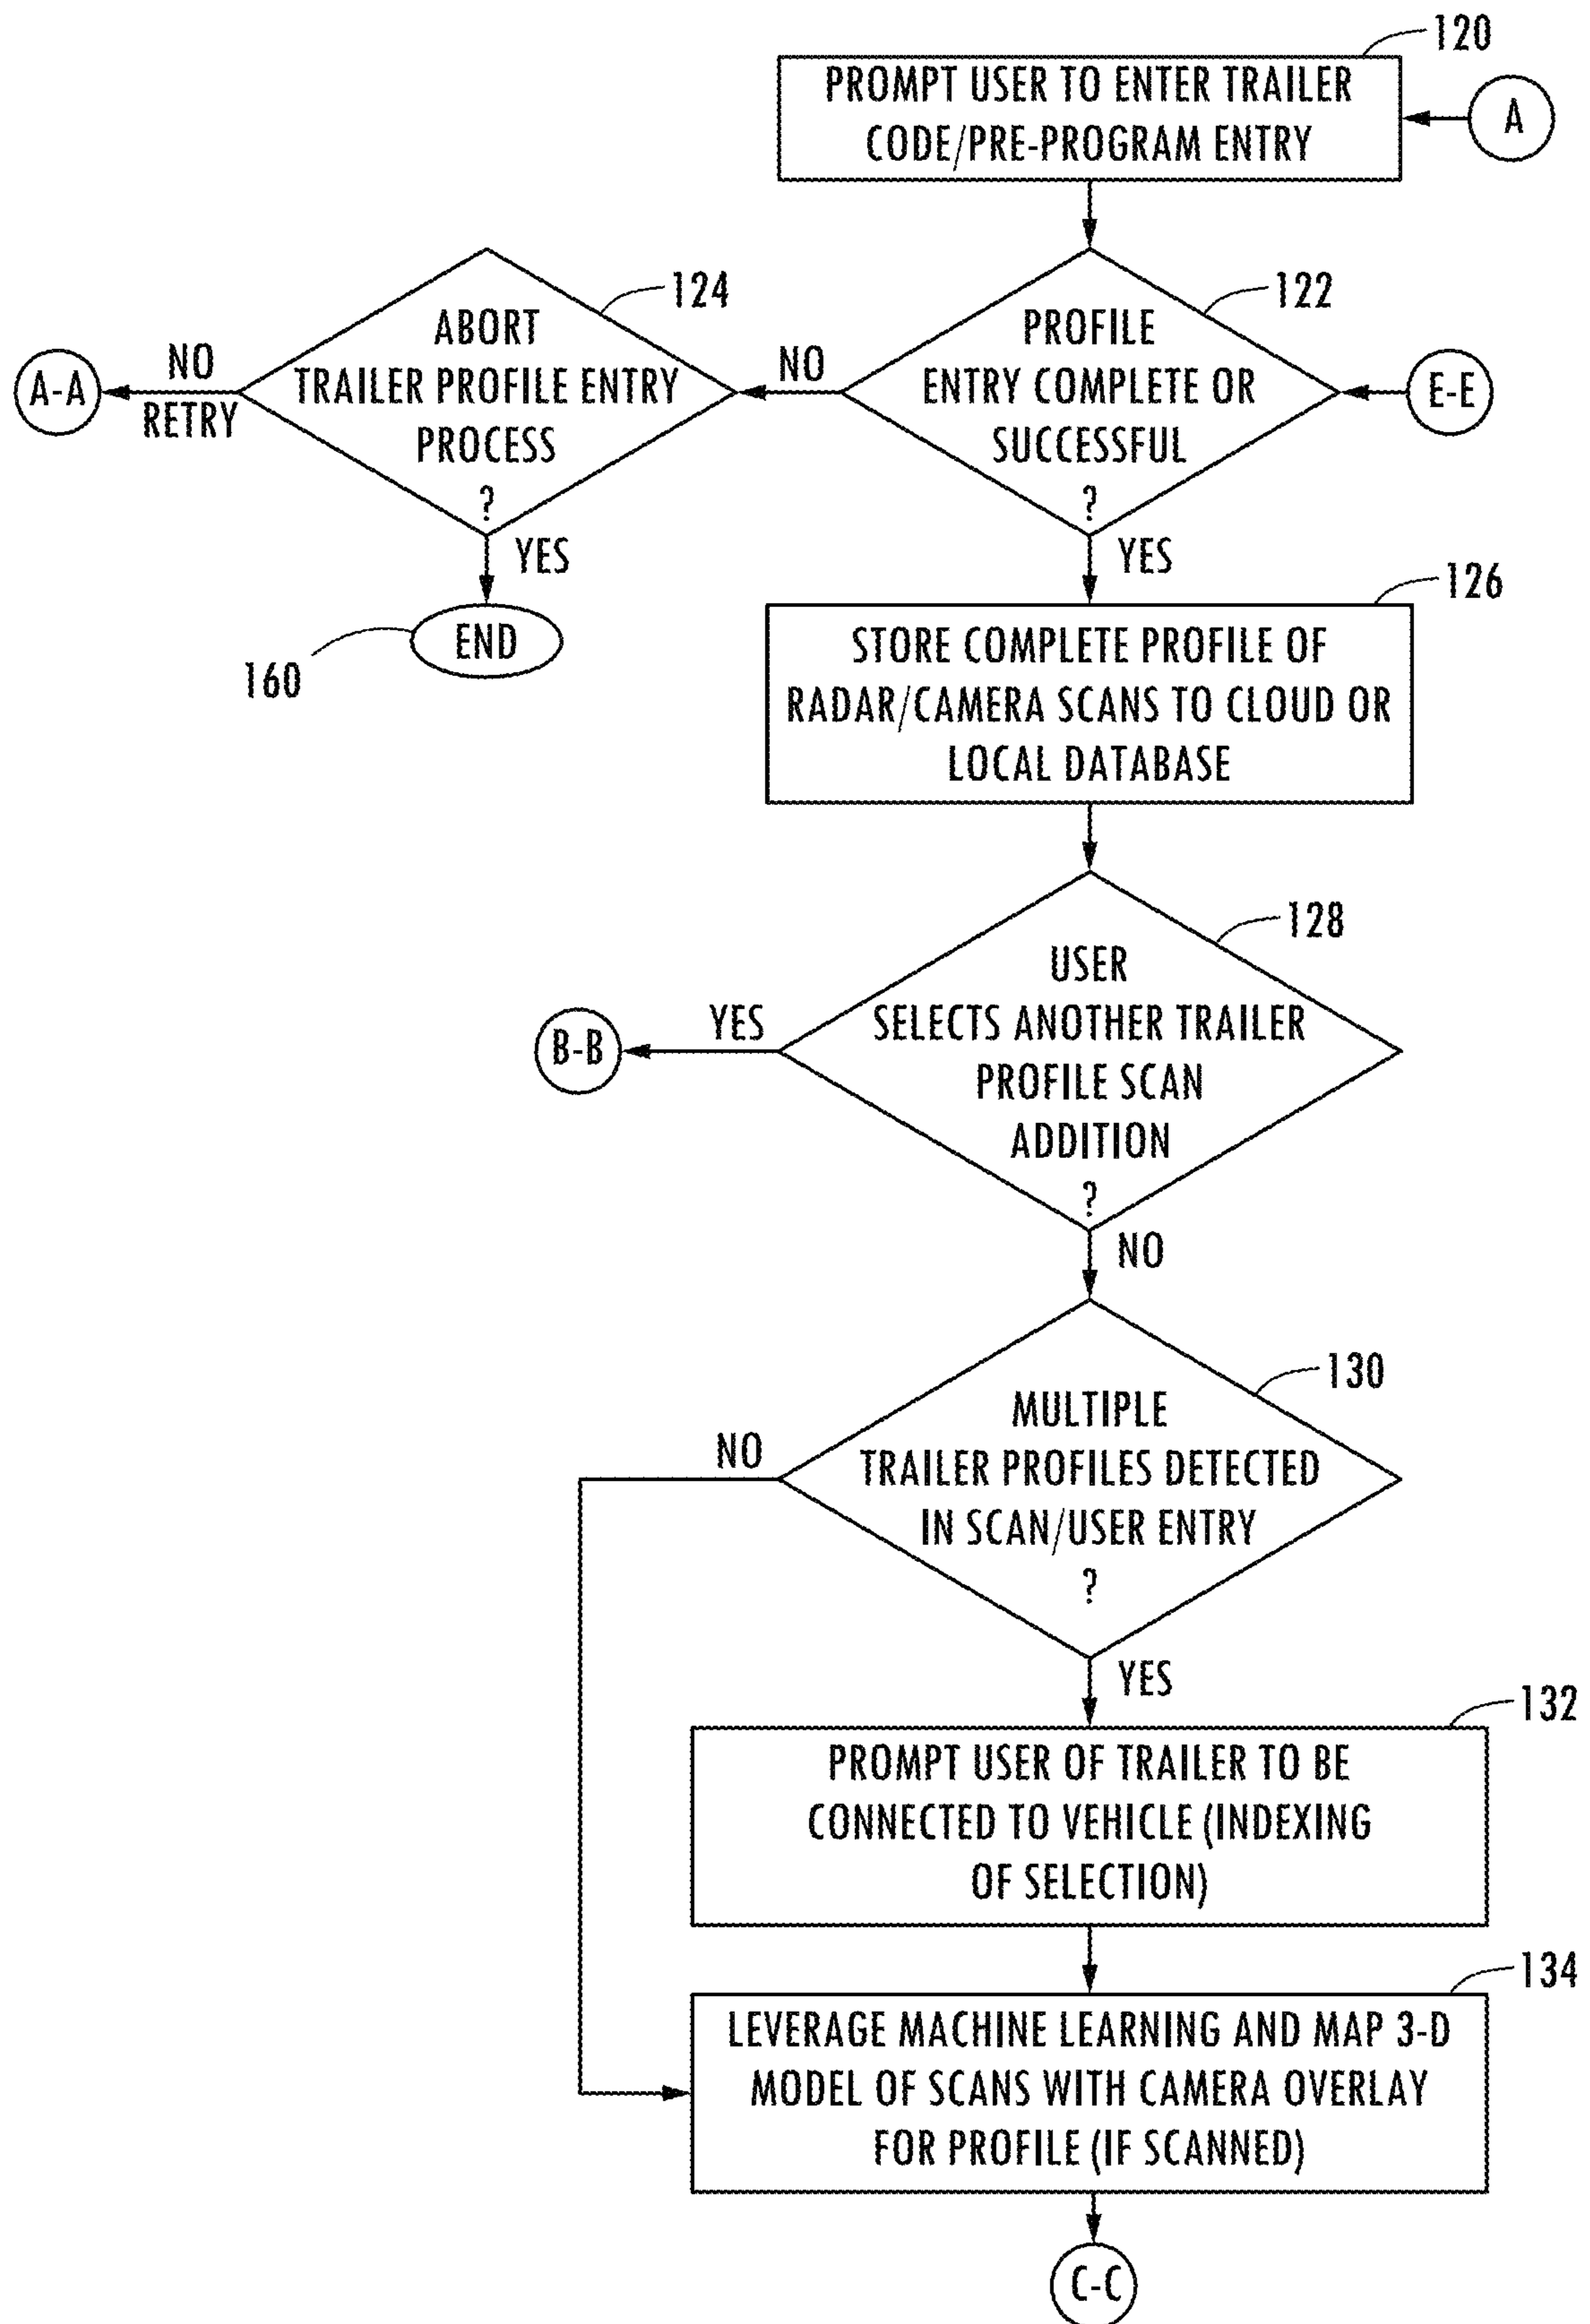 120
PROMPT USER TO ENTER TRAILER
CODE/PRE-PROGRAM ENTRY
A
124
ABORT
TRAILER PROFILE ENTRY
PROCESS
?
122
PROFILE
ENTRY COMPLETE OR
SUCCESSFUL
?
NO
E-E
A-A
NO
RETRY
YES
END
160
YES
126
STORE COMPLETE PROFILE OF
RADAR/CAMERA SCANS TO CLOUD OR
LOCAL DATABASE
128
USER
SELECTS ANOTHER TRAILER
PROFILE SCAN
ADDITION
?
YES
B-B
NO
130
MULTIPLE
TRAILER PROFILES DETECTED
IN SCAN/USER ENTRY
?
NO
YES
132
PROMPT USER OF TRAILER TO BE
CONNECTED TO VEHICLE (INDEXING
OF SELECTION)
134
LEVERAGE MACHINE LEARNING AND MAP 3-D
MODEL OF SCANS WITH CAMERA OVERLAY
FOR PROFILE (IF SCANNED)
C-C